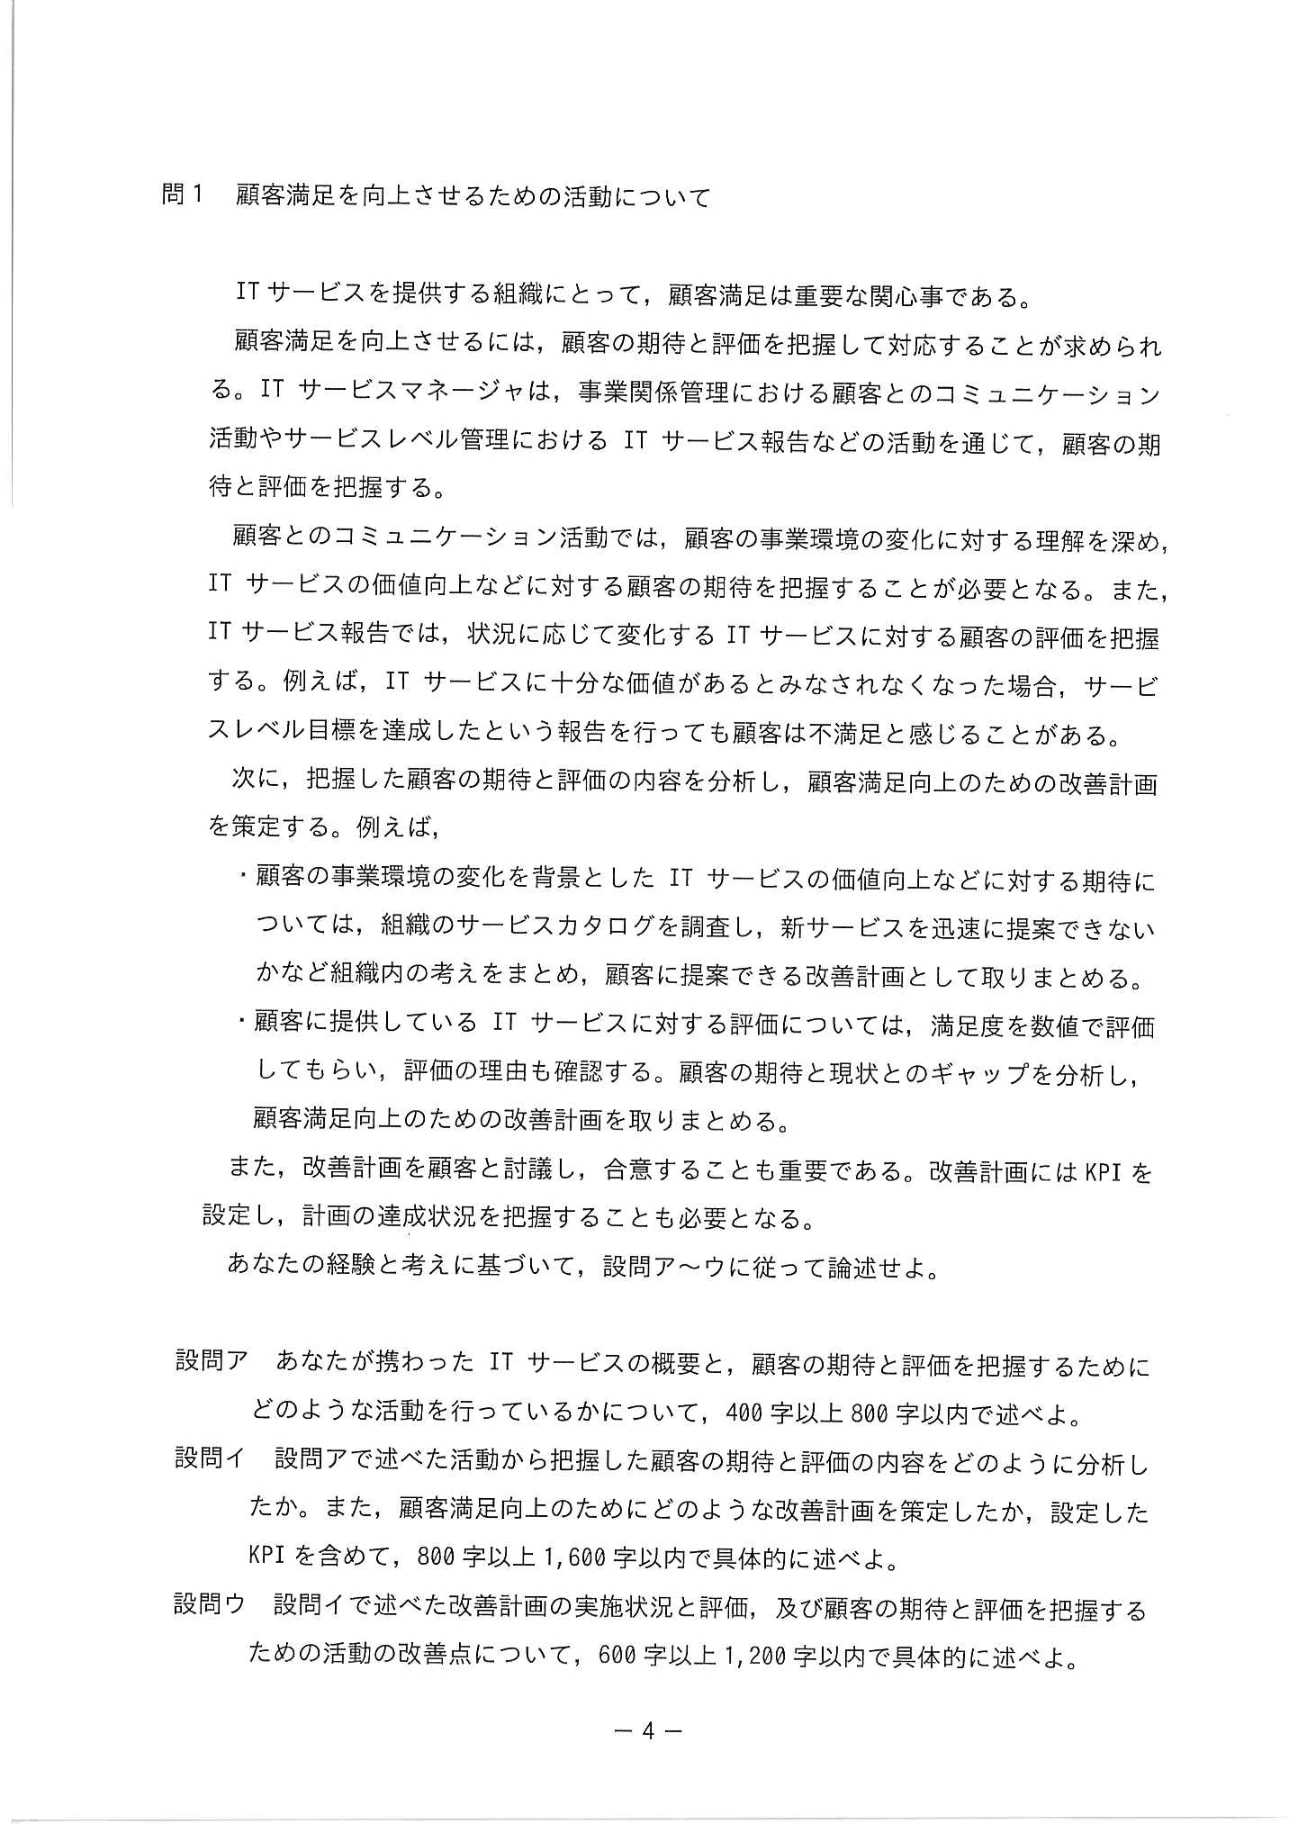 問1　顧客満足を向上させるための活動について
IT サービスを提供する組織にとって，顧客満足は重要な関心事である。
顧客満足を向上させるには，顧客の期待と評価を把握して対応することが求められ
る。IT サービスマネージャは，事業関係管理における顧客とのコミュニケーション
活動やサービスレベル管理における IT サービス報告などの活動を通じて，顧客の期
待と評価を把握する。
顧客とのコミュニケーション活動では，顧客の事業環境の変化に対する理解を深め，
IT サービスの価値向上などに対する顧客の期待を把握することが必要となる。また，
IT サービス報告では，状況に応じて変化する IT サービスに対する顧客の評価を把握
する。例えば，IT サービスに十分な価値があるとみなされなくなった場合，サービ
スレベル目標を達成したという報告を行っても顧客は不満足と感じることがある。
次に，把握した顧客の期待と評価の内容を分析し，顧客満足向上のための改善計画
を策定する。例えば，
・顧客の事業環境の変化を背景とした IT サービスの価値向上などに対する期待に
ついては，組織のサービスカタログを調査し，新サービスを迅速に提案できない
かなど組織内の考えをまとめ，顧客に提案できる改善計画として取りまとめる。
・顧客に提供している IT サービスに対する評価については，満足度を数値で評価
してもらい，評価の理由も確認する。顧客の期待と現状とのギャップを分析し，
顧客満足向上のための改善計画を取りまとめる。
また，改善計画を顧客と討議し，合意することも重要である。改善計画には KPI を
設定し，計画の達成状況を把握することも必要となる。
あなたの経験と考えに基づいて，設問ア～ウに従って論述せよ。
設問ア　あなたが携わった IT サービスの概要と，顧客の期待と評価を把握するために
どのような活動を行っているかについて，400 字以上 800 字以内で述べよ。
設問イ　設問アで述べた活動から把握した顧客の期待と評価の内容をどのように分析し
たか。また，顧客満足向上のためにどのような改善計画を策定したか，設定した
KPI を含めて，800 字以上 1,600 字以内で具体的に述べよ。
設問ウ　設問イで述べた改善計画の実施状況と評価，及び顧客の期待と評価を把握する
ための活動の改善点について，600 字以上 1,200 字以内で具体的に述べよ。
－ 4 －